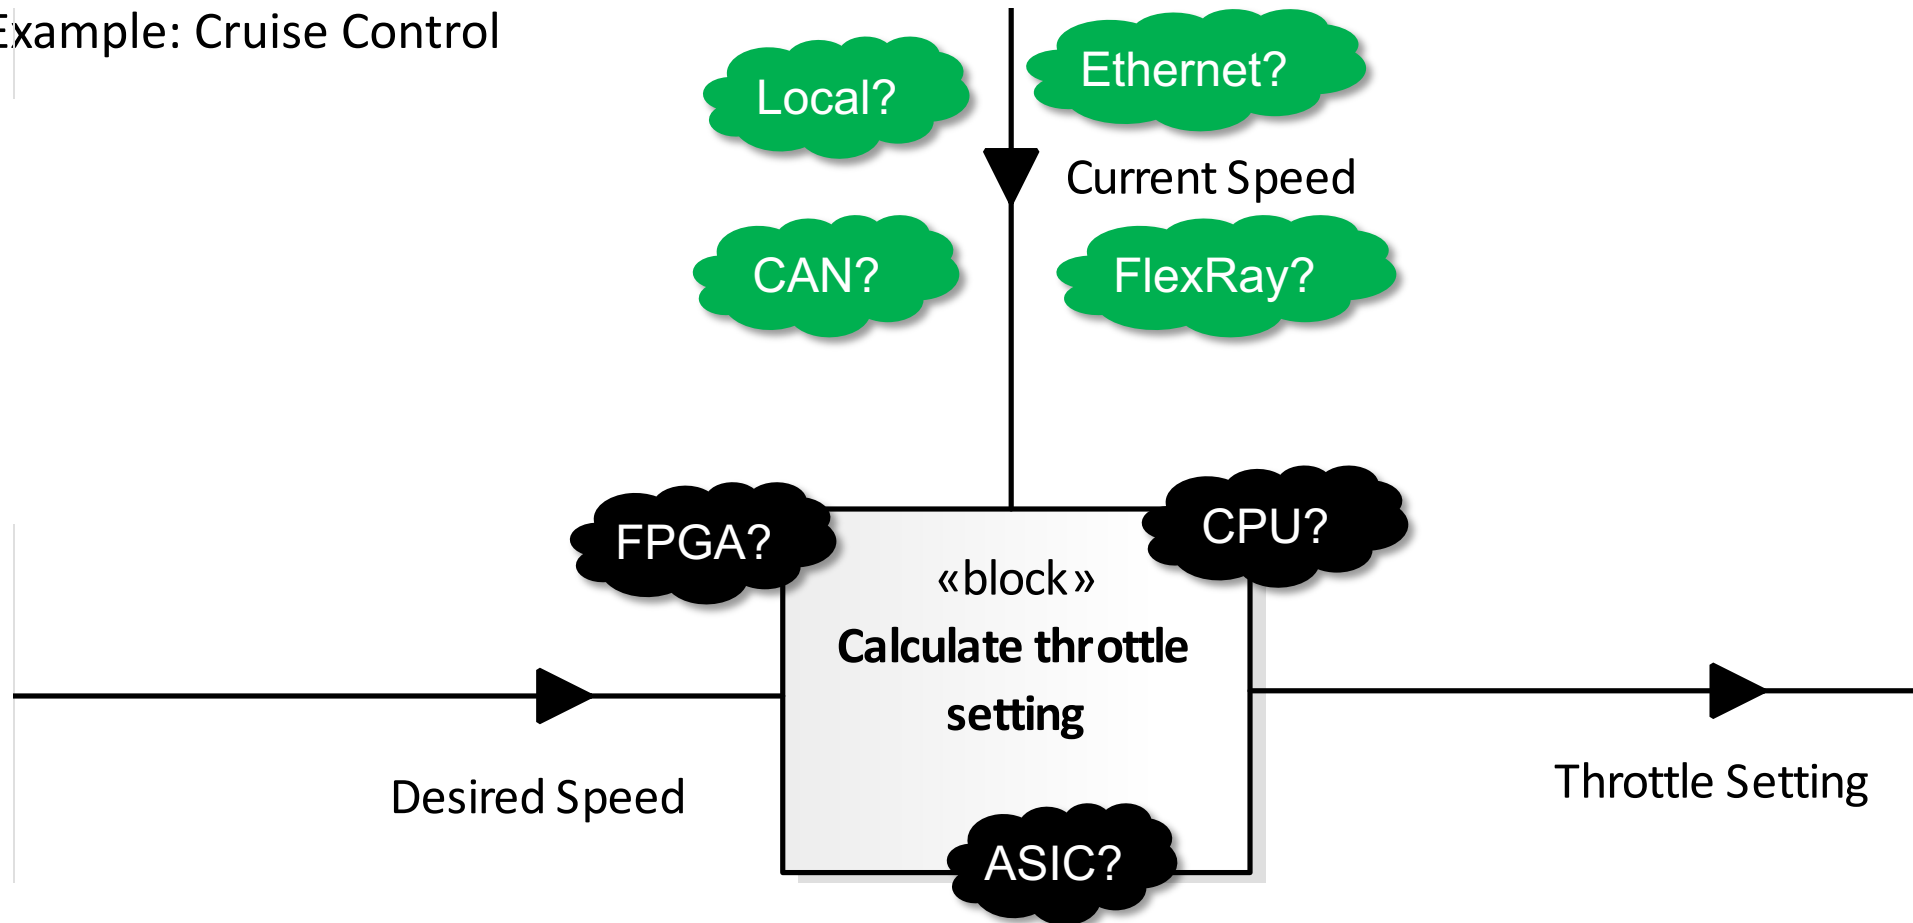 Example: Cruise Control
Local?
Ethernet?
Current Speed
CAN?
FlexRay?
FPGA?
CPU?
«block»
Calculate throttle
setting
Desired Speed
Throttle Setting
ASIC?